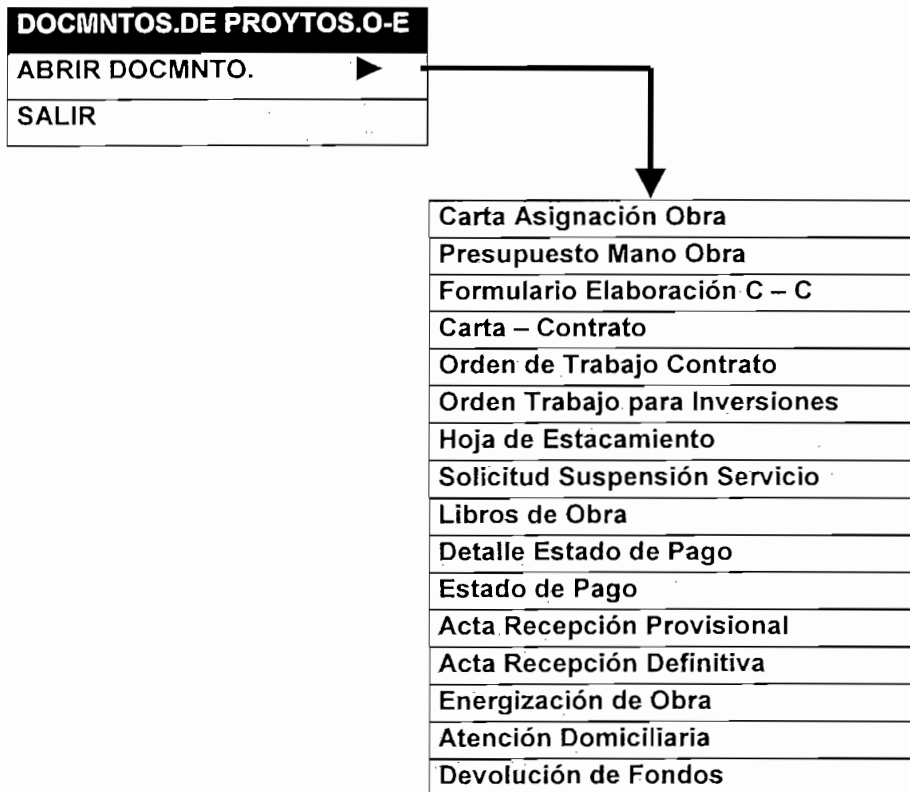 DOCMNTOS.DE PROYTOS.O-E
ABRIR DOCMNTO.
SALIR
Carta Asignación Obra
Presupuesto Mano Obra
Formulario Elaboración C – C
Carta – Contrato
Orden de Trabajo Contrato
Orden Trabajo para Inversiones
Hoja de Estacamiento
Solicitud Suspensión Servicio
Libros de Obra
Detalle Estado de Pago
Estado de Pago
Acta Recepción Provisional
Acta Recepción Definitiva
Energización de Obra
Atención Domiciliaria
Devolución de Fondos